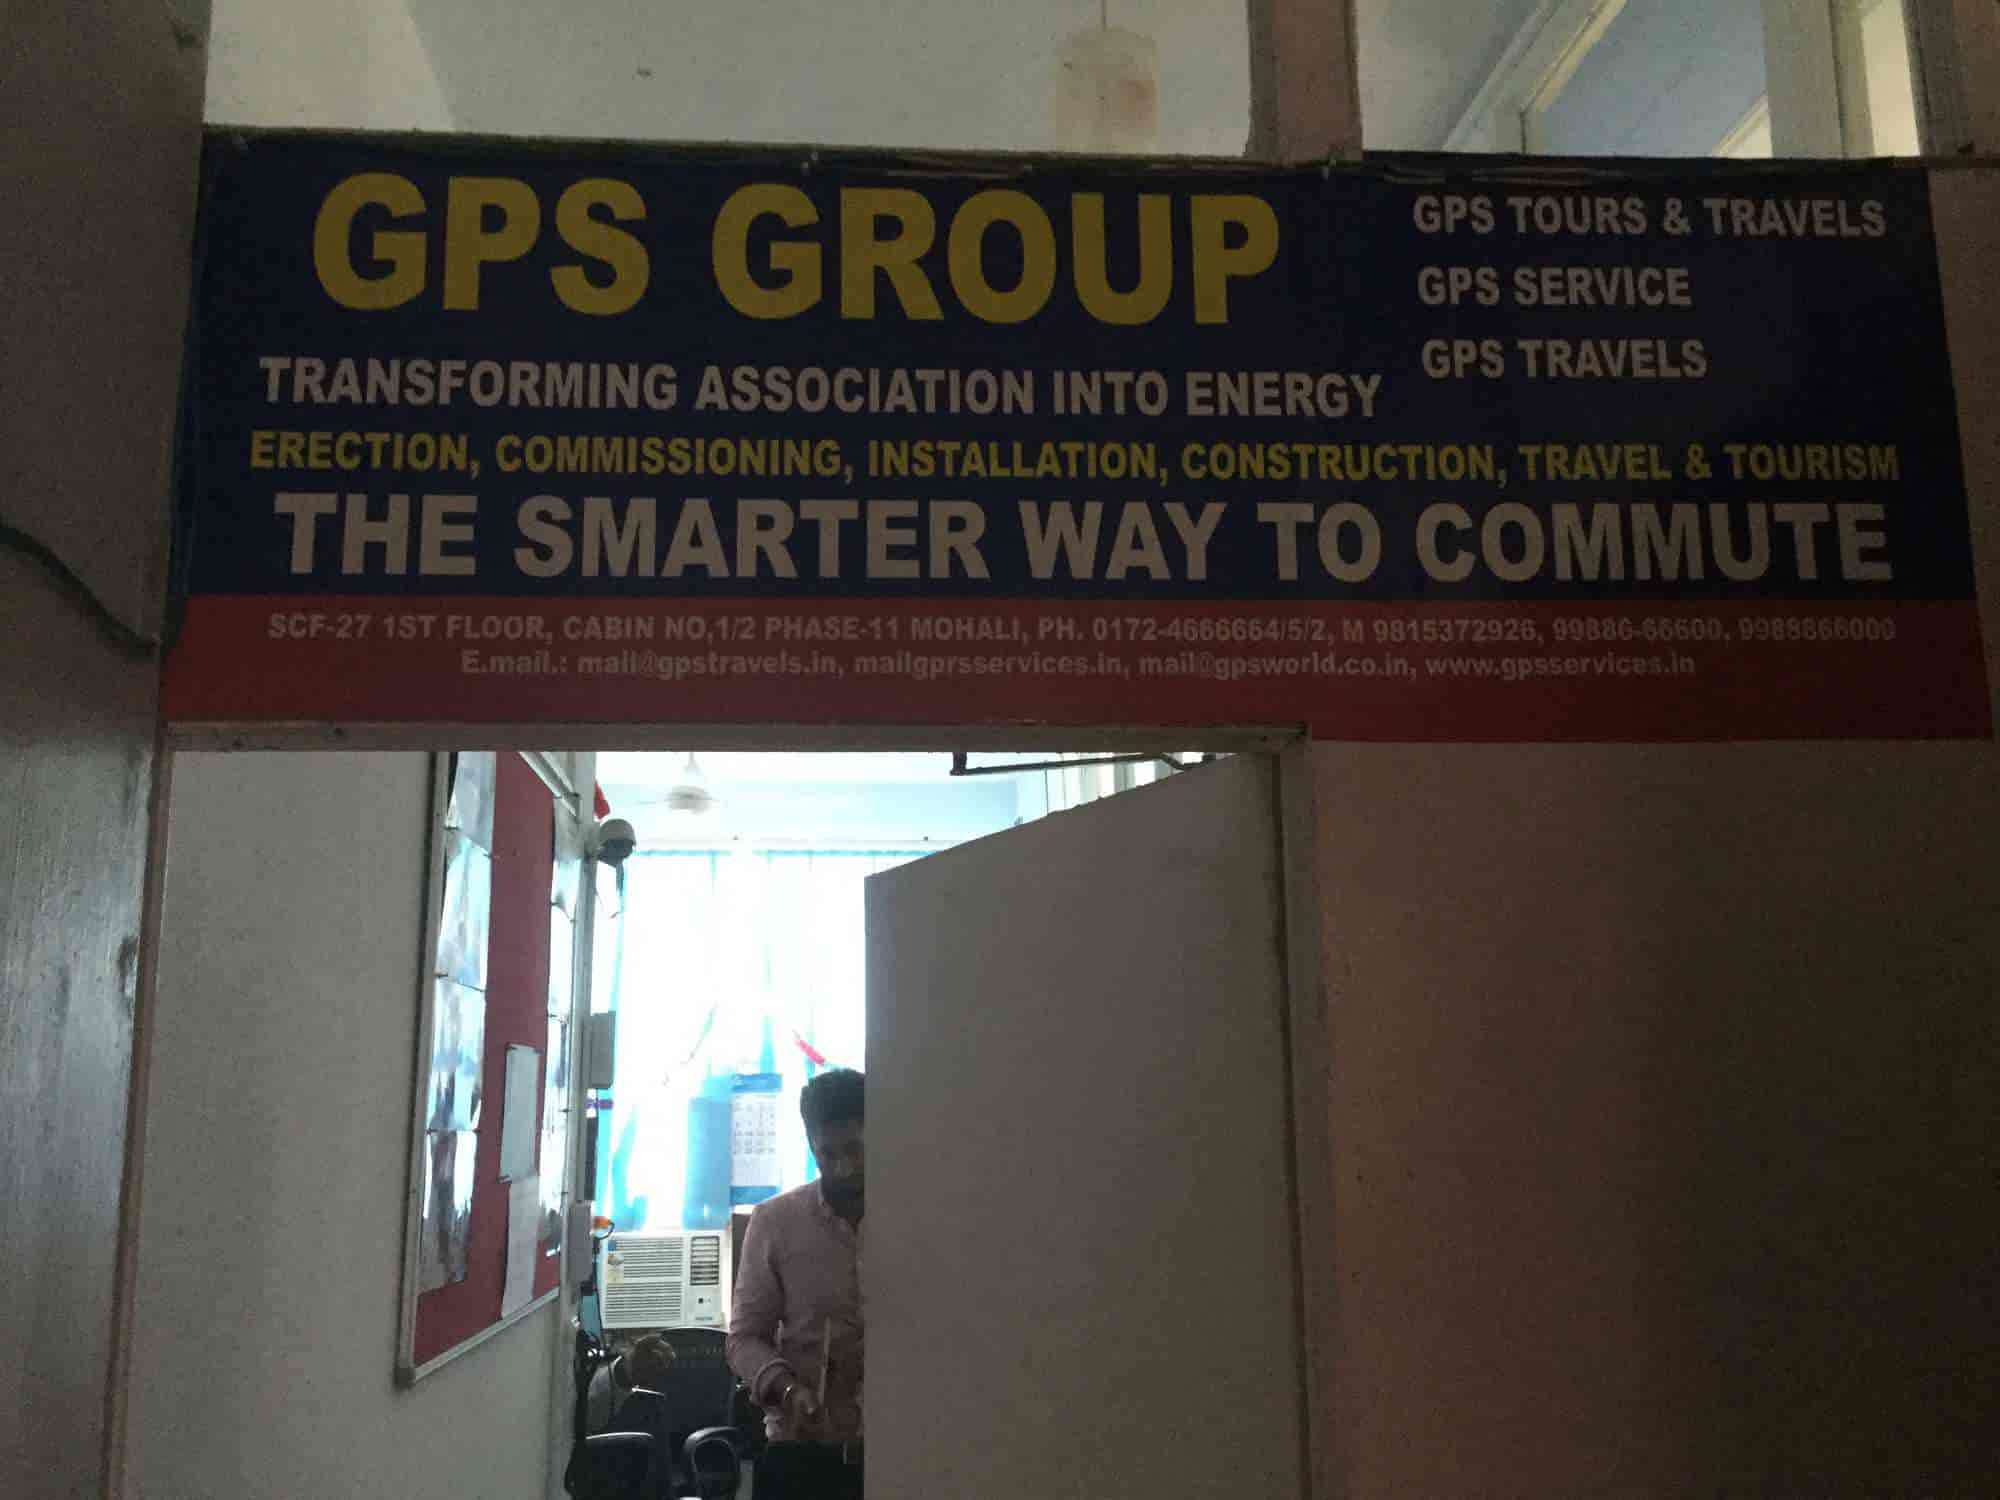 GPS GROUP
GPS TOURS & TRAVELS
GPS SERVICE
GPS TRAVELS
TRANSFORMING ASSOCIATION INTO ENERGY
ERECTION, COMMISSIONING, INSTALLATION, CONSTRUCTION, TRAVEL & TOURISM
THE SMARTER WAY TO COMMUTE
SCF-27 1ST FLOOR, CABIN NO,1/2 PHASE-11 MOHALI, PH. 0172-4666664/5/2, M 9815372926, 99886-66600, 9988866000
E.mail.: mail@gpstravels.in, mailgprsservices.in, mail@gpsworld.co.in, www.gpsservices.in